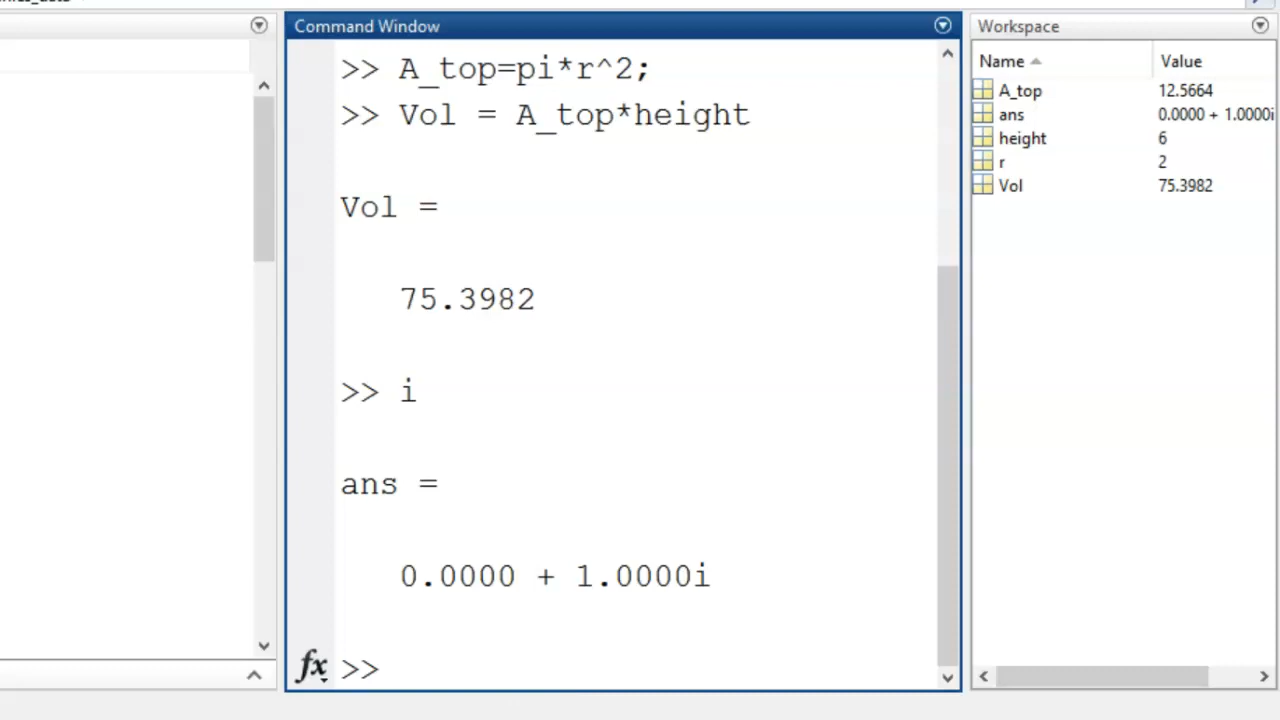 Command Window
>> A_top=pi*r^2;
>> Vol = A_top*height
Vol =
75.3982
>> i
ans =
0.0000 + 1.0000i
fx >>
Workspace
Name Value
A_top 12.5664
ans 0.0000 + 1.0000i
height 6
r 2
Vol 75.3982